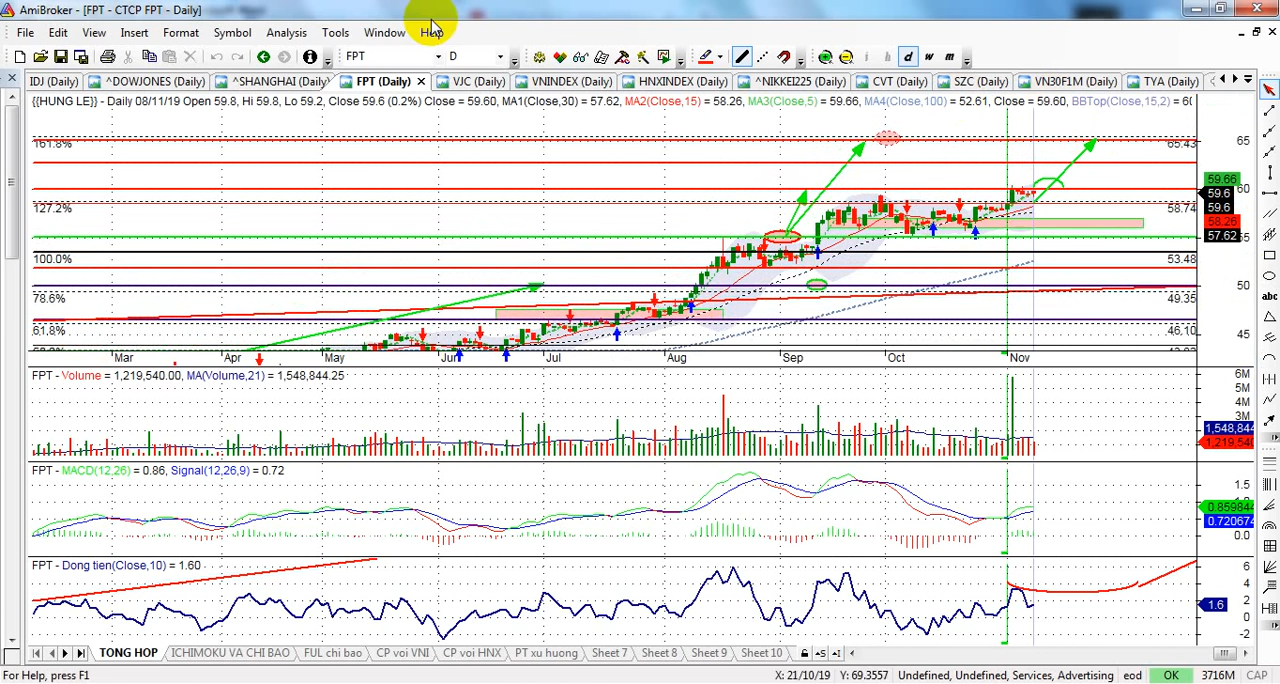 AmiBroker - [FPT - CTCP FPT - Daily]
File Edit View Insert Format Symbol Analysis Tools Window Help
FPT D d w m
IDJ (Daily) ^DOWJONES (Daily) ^SHANGHAI (Daily) FPT (Daily) VJC (Daily) VNINDEX (Daily) HNXINDEX (Daily) ^NIKKEI225 (Daily) CVT (Daily) SZC (Daily) VN30F1M (Daily) TYA (Daily)
{{HUNG LE}} - Daily 08/11/19 Open 59.8, Hi 59.8, Lo 59.2, Close 59.6 (0.2%) Close = 59.60, MA1(Close,30) = 57.62, MA2(Close,15) = 58.26, MA3(Close,5) = 59.66, MA4(Close,100) = 52.61, Close = 59.60, BBTop(Close,15,2) = 60
161.8% 65.43 65
59.66
60
59.6
127.2% 58.74 59.6
58.26
57.62
100.0% 53.48
50
78.6% 49.35
61.8% 46.10
45
Mar Apr May Jun Jul Aug Sep Oct Nov
FPT - Volume = 1,219,540.00, MA(Volume,21) = 1,548,844.25
6M
5M
4M
3M
2M
1,548,844
1,219,540
FPT - MACD(12,26) = 0.86, Signal(12,26,9) = 0.72
1.5
0.859844
0.720674
0.0
FPT - Dong tien(Close,10) = 1.60
6
4
2
1.6
0
-2
TONG HOP ICHIMOKU VA CHI BAO FUL chi bao CP voi VNI CP voi HNX PT xu huong Sheet 7 Sheet 8 Sheet 9 Sheet 10
For Help, press F1 X: 21/10/19 Y: 69.3557 Undefined, Undefined, Services, Advertising eod OK 3716M CAP